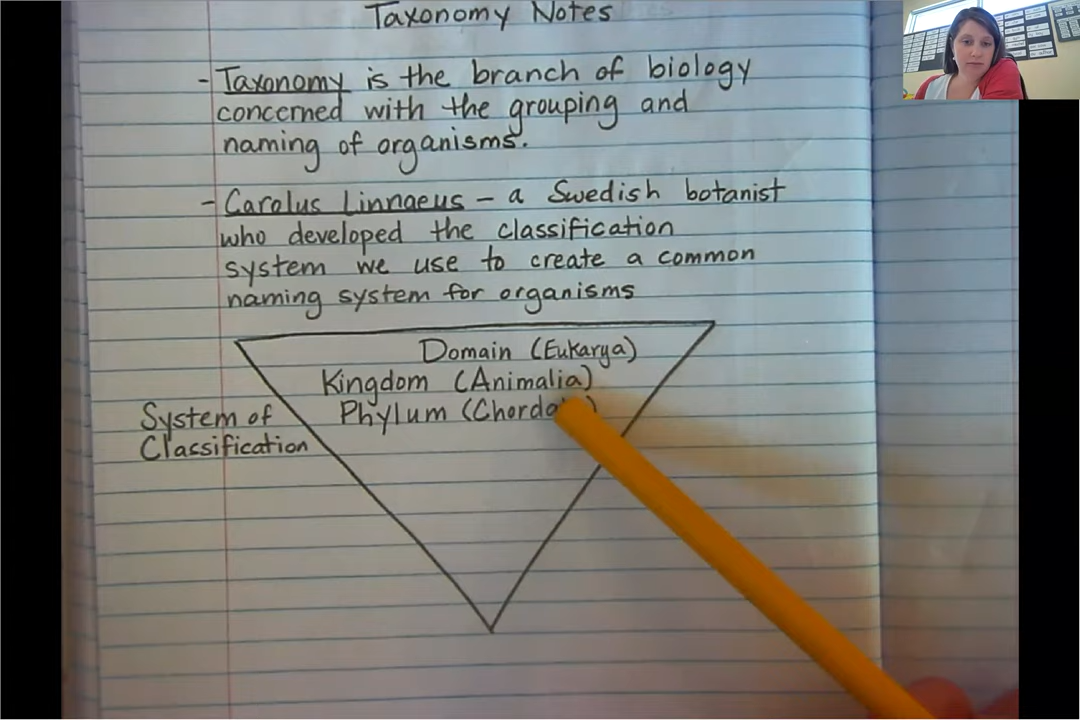 Taxonomy Notes
- Taxonomy is the branch of biology
concerned with the grouping and
naming of organisms.
- Carolus Linnaeus - a Swedish botanist
who developed the classification
system we use to create a common
naming system for organisms
Domain (Eukarya)
Kingdom (Animalia)
Phylum
System of
Classification